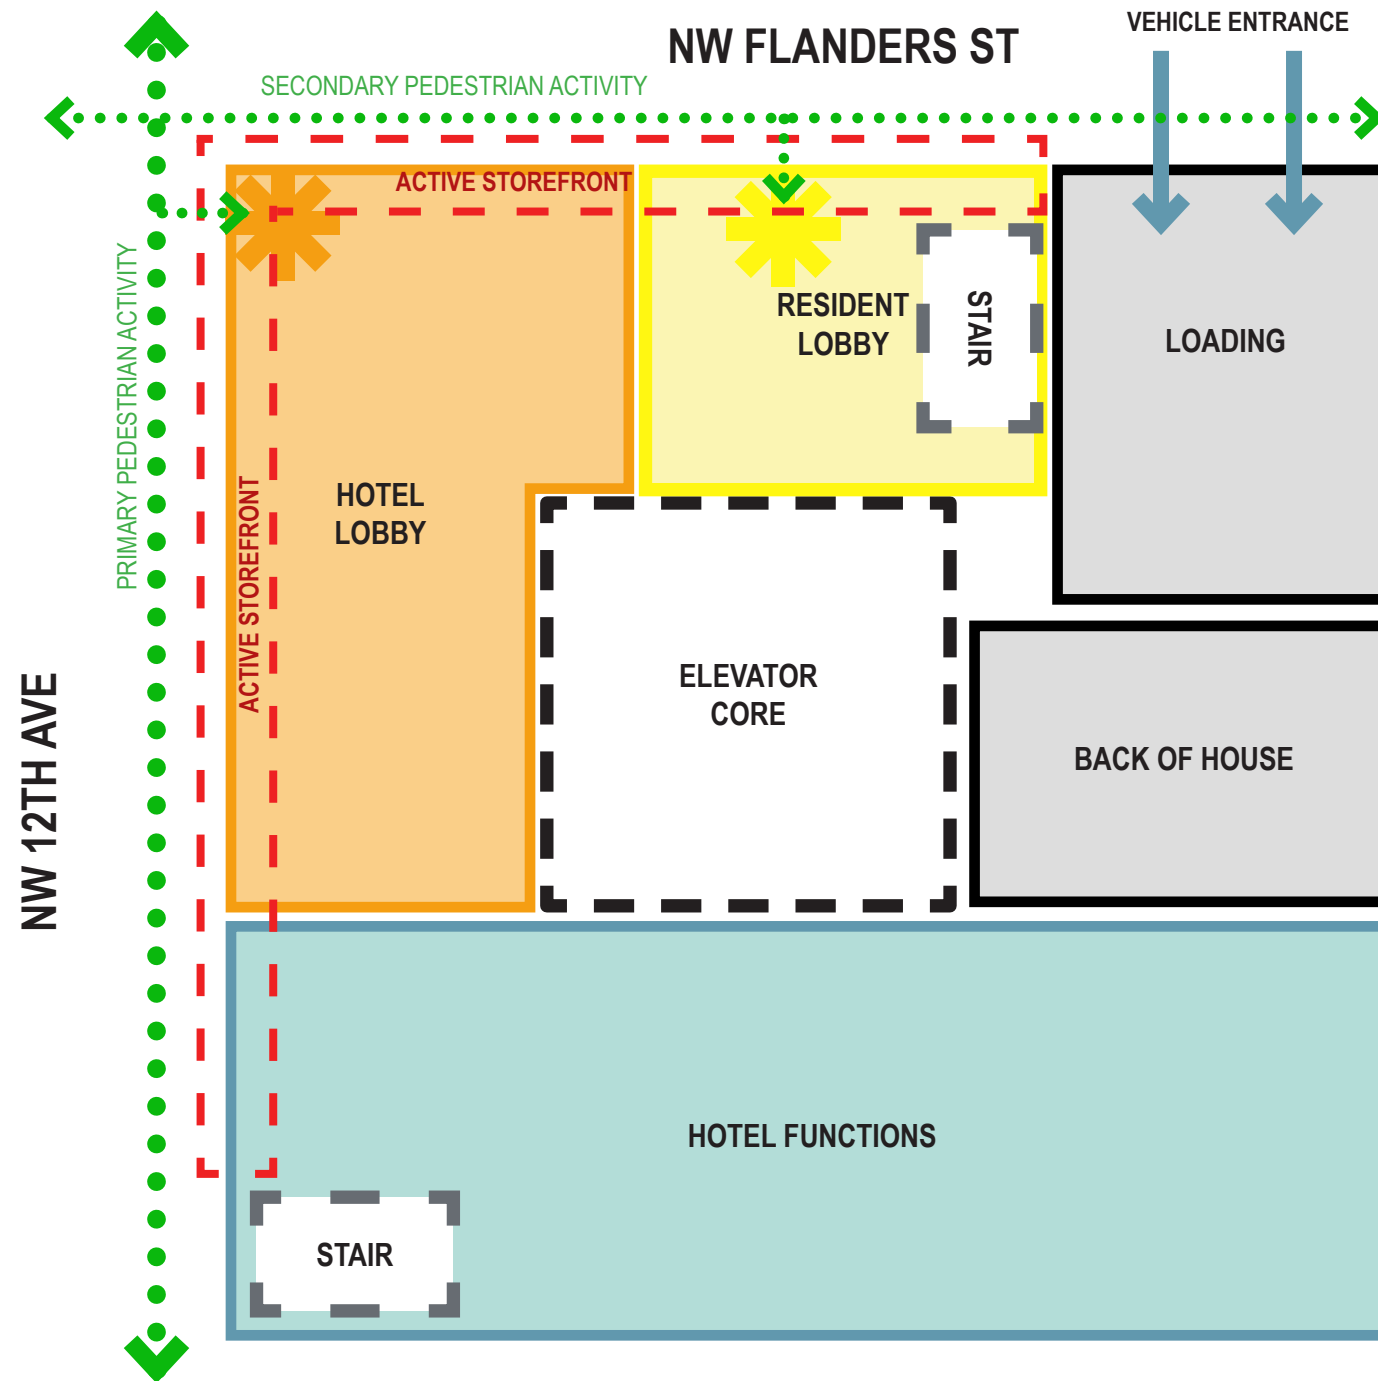 VEHICLE ENTRANCE
NW FLANDERS ST
SECONDARY PEDESTRIAN ACTIVITY
ACTIVE STOREFRONT
PRIMARY PEDESTRIAN ACTIVITY
RESIDENT
LOBBY
STAIR
LOADING
ACTIVE STOREFRONT
HOTEL
LOBBY
ELEVATOR
CORE
NW 12TH AVE
BACK OF HOUSE
HOTEL FUNCTIONS
STAIR